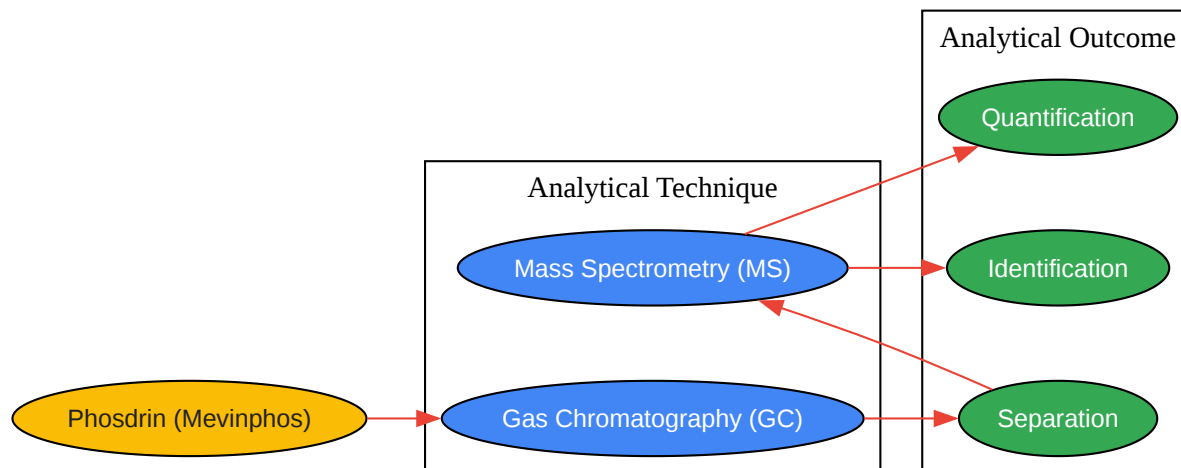 Analytical Outcome
Quantification
Analytical Technique
Mass Spectrometry (MS)
Identification
Phosdrin (Mevinphos)
Gas Chromatography (GC)
Separation